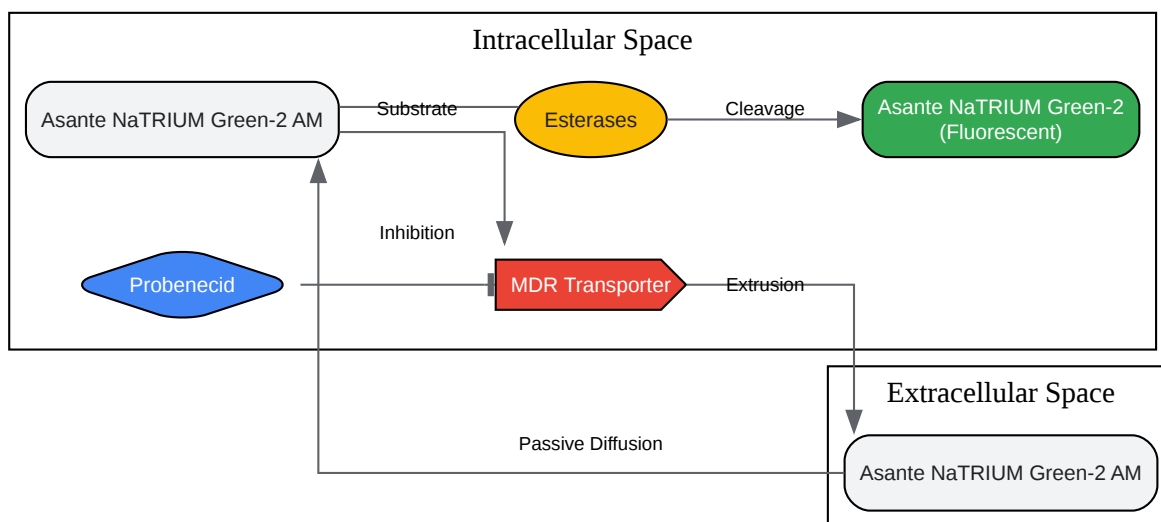 Intracellular Space
Asante NaTRIUM Green-2 AM
Substrate
Esterases
Cleavage
Asante NaTRIUM Green-2
(Fluorescent)
Inhibition
Probenecid
MDR Transporter
Extrusion
Extracellular Space
Passive Diffusion
Asante NaTRIUM Green-2 AM